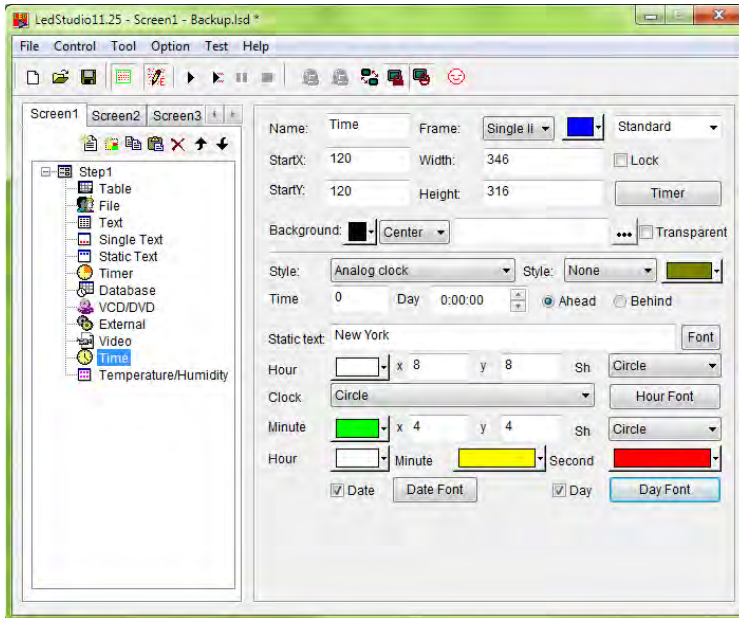 LedStudio11.25 - Screen1 - Backup.lsd *
File Control Tool Option Test Help
Screen1 Screen2 Screen3
Step1
Table
File
Text
Single Text
Static Text
Timer
Database
VCD/DVD
External
Video
Time
Temperature/Humidity
Name: Time Frame: Single li Standard
StartX: 120 Width: 346 Lock
StartY: 120 Height: 316 Timer
Background: Center ... Transparent
Style: Analog clock Style: None
Time 0 Day 0:00:00 Ahead Behind
Static text: New York Font
Hour x 8 y 8 Sh Circle
Clock Circle Hour Font
Minute x 4 y 4 Sh Circle
Hour Minute Second
Date Date Font Day Day Font